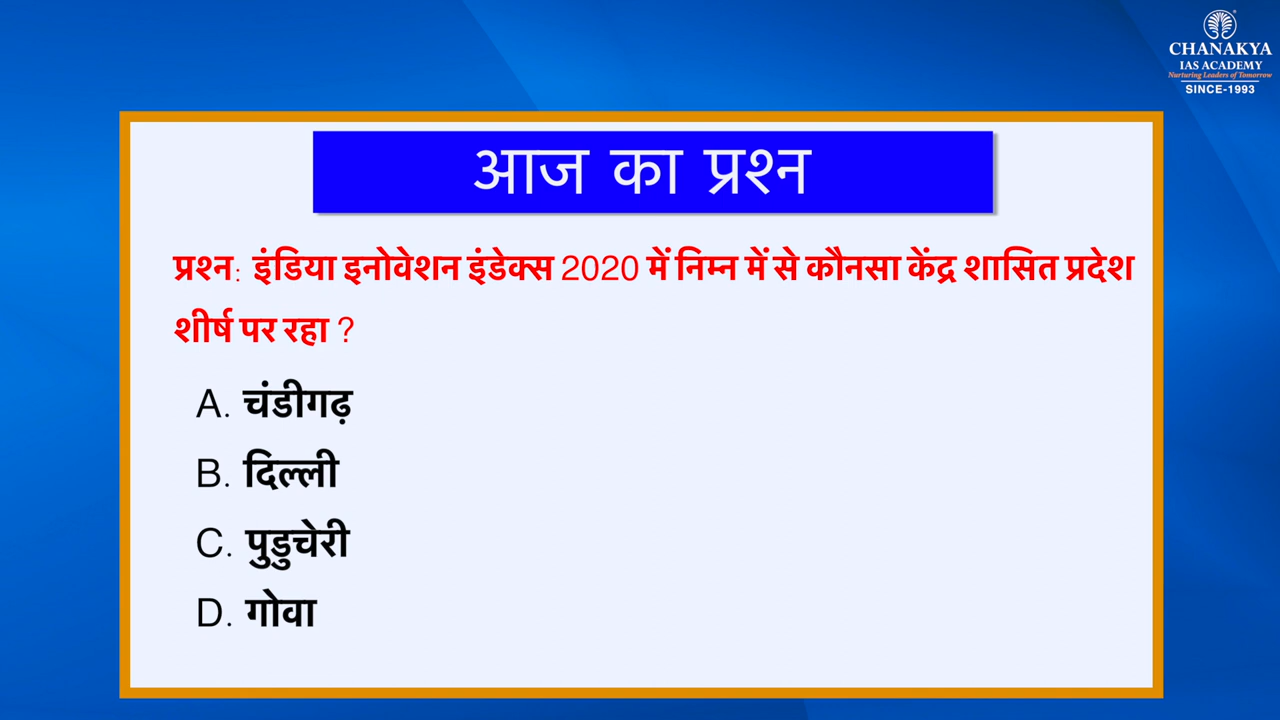 CHANAKYA
IAS ACADEMY
Nurturing Leaders of Tomorrow
SINCE-1993
आज का प्रश्न
प्रश्न: इंडिया इनोवेशन इंडेक्स 2020 में निम्न में से कौनसा केंद्र शासित प्रदेश
शीर्ष पर रहा ?
A. चंडीगढ़
B. दिल्ली
C. पुडुचेरी
D. गोवा